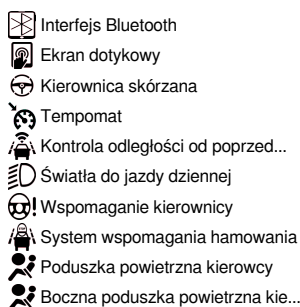 Interfejs Bluetooth
Ekran dotykowy
Kierownica skórzana
Tempomat
Kontrola odległości od poprzed...
Światła do jazdy dziennej
Wspomaganie kierownicy
System wspomagania hamowania
Poduszka powietrzna kierowcy
Boczna poduszka powietrzna kie...